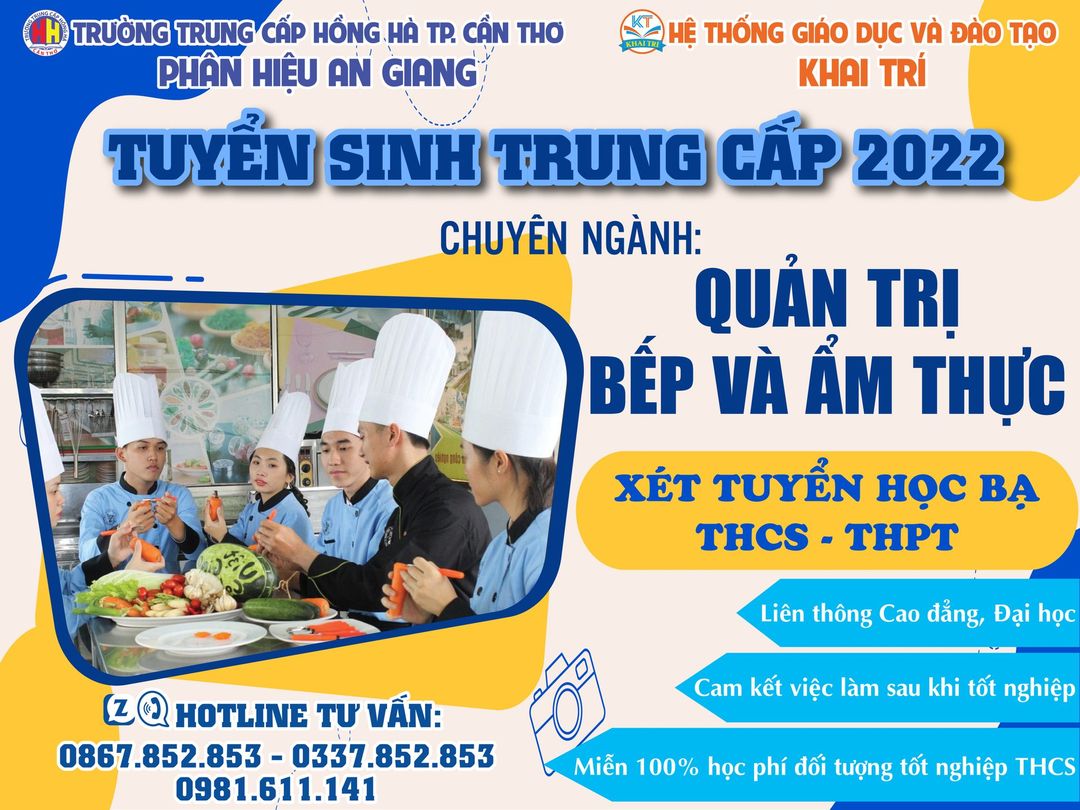 TRƯỜNG TRUNG CẤP HỒNG HÀ TP. CẦN THƠ
PHÂN HIỆU AN GIANG
KT
KHAI TRÍ
HỆ THỐNG GIÁO DỤC VÀ ĐÀO TẠO
KHAI TRÍ
TUYỂN SINH TRUNG CẤP 2022
CHUYÊN NGÀNH:
QUẢN TRỊ
BẾP VÀ ẨM THỰC
XÉT TUYỂN HỌC BẠ
THCS - THPT
Liên thông Cao đẳng, Đại học
Cam kết việc làm sau khi tốt nghiệp
Miễn 100% học phí đối tượng tốt nghiệp THCS
Z HOTLINE TƯ VẤN:
0867.852.853 - 0337.852.853
0981.611.141